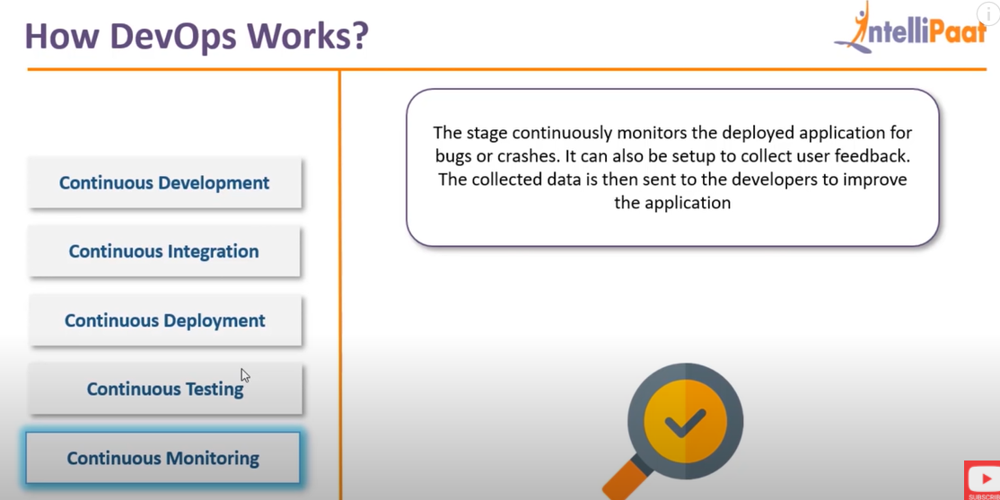 How DevOps Works?
IntelliPaat
Continuous Development
Continuous Integration
Continuous Deployment
Continuous Testing
Continuous Monitoring
The stage continuously monitors the deployed application for
bugs or crashes. It can also be setup to collect user feedback.
The collected data is then sent to the developers to improve
the application
SUBSCRIB